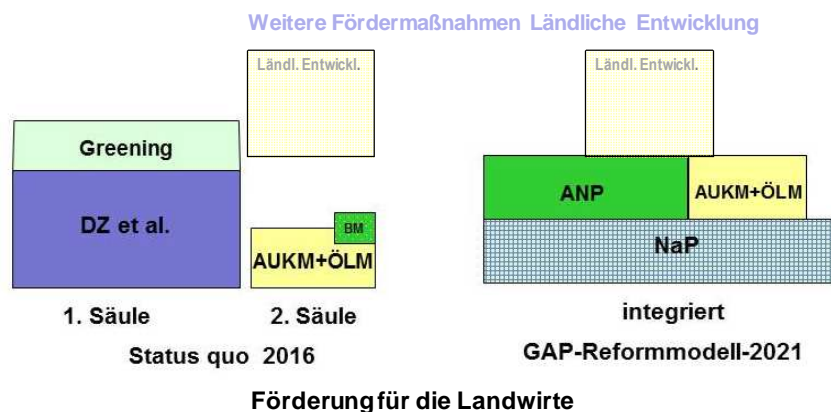 Weitere Fördermaßnahmen Ländliche Entwicklung
Ländl. Entwickl.
Greening
DZ et al.
BM
AUKM+ÖLM
1. Säule
2. Säule
Status quo 2016
Ländl. Entwickl.
ANP
AUKM+ÖLM
NaP
integriert
GAP-Reformmodell-2021
Förderung für die Landwirte